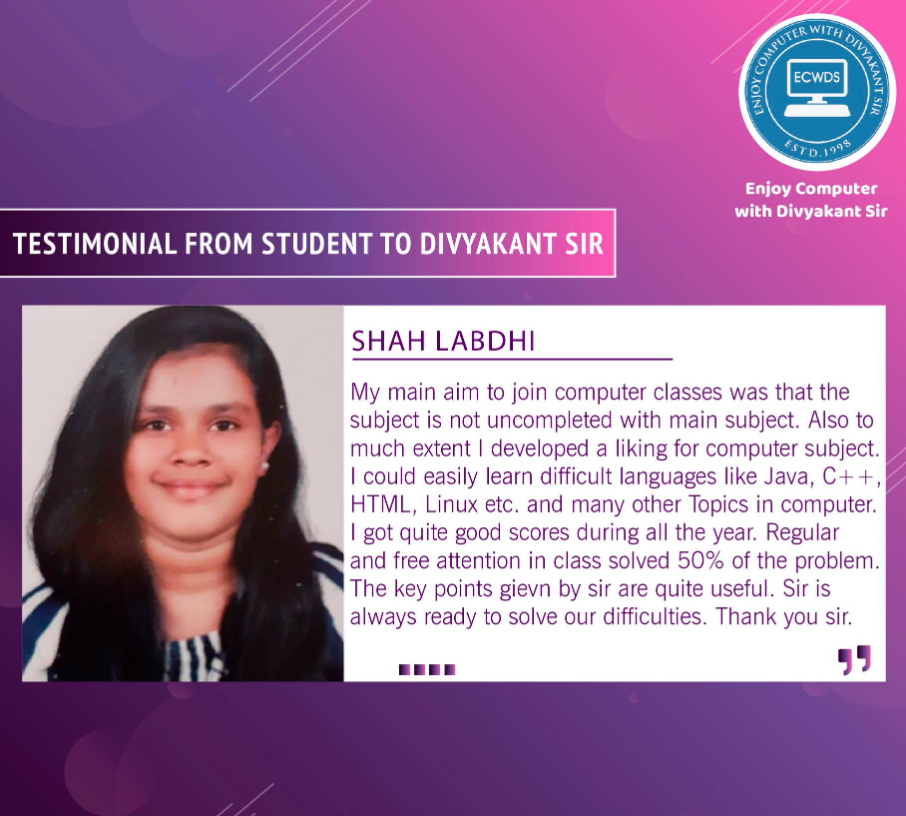 ENJOY COMPUTER WITH DIVYAKANT SIR
ECWDS
ESTD.1998
Enjoy Computer
with Divyakant Sir
TESTIMONIAL FROM STUDENT TO DIVYAKANT SIR
SHAH LABDHI
My main aim to join computer classes was that the
subject is not uncompleted with main subject. Also to
much extent I developed a liking for computer subject.
I could easily learn difficult languages like Java, C++,
HTML, Linux etc. and many other Topics in computer.
I got quite good scores during all the year. Regular
and free attention in class solved 50% of the problem.
The key points gievn by sir are quite useful. Sir is
always ready to solve our difficulties. Thank you sir.
”